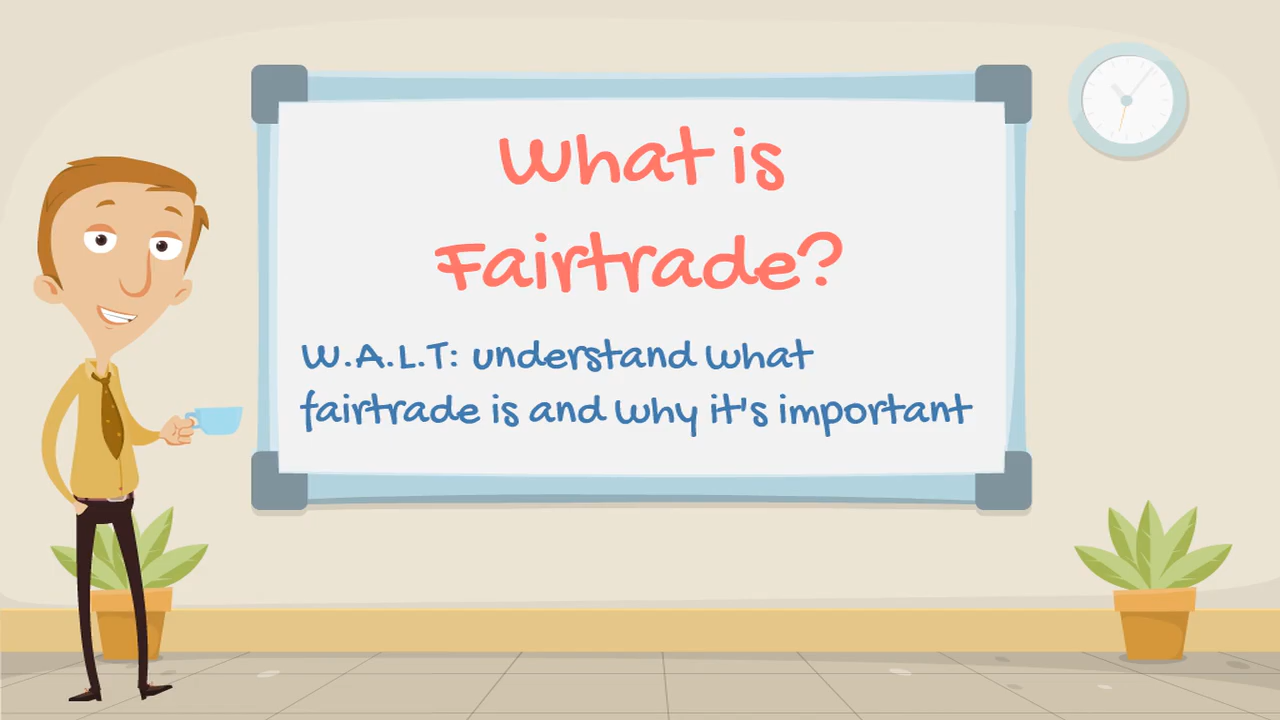 What is
Fairtrade?
W.A.L.T: understand what
fairtrade is and why it's important